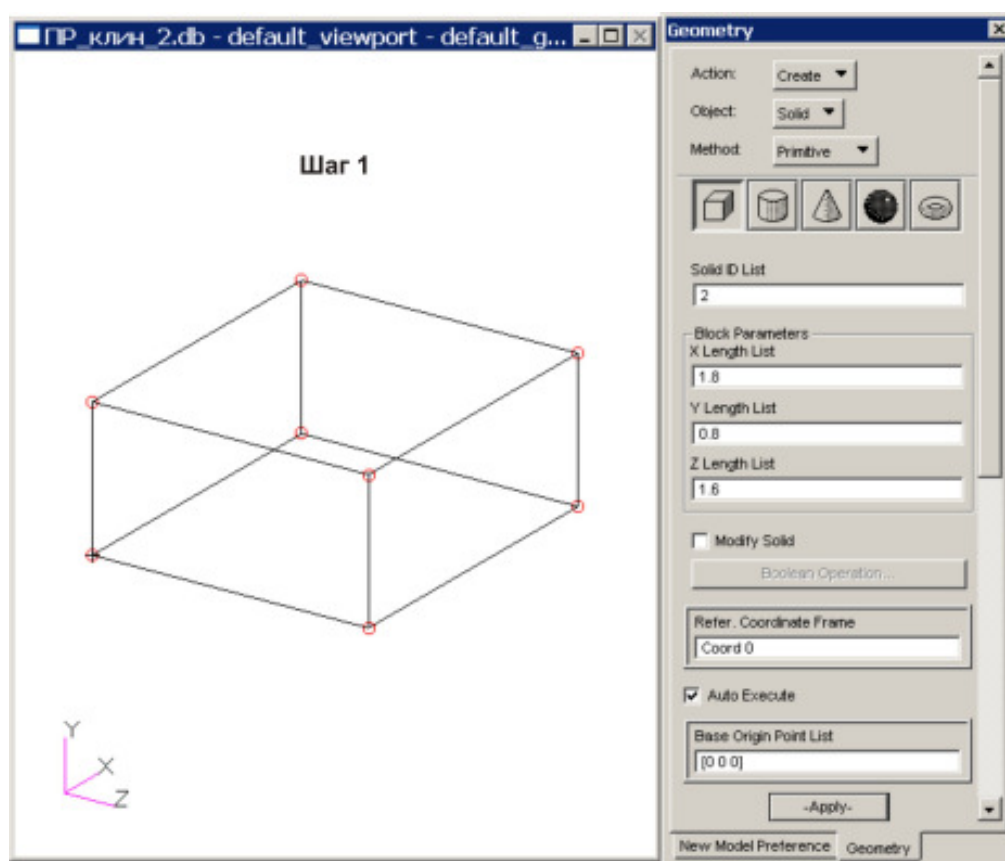 ПР_клин_2.db - default_viewport - default_g...
Шаг 1
Y
X
Z
Geometry
Action: Create
Object: Solid
Method: Primitive
Solid ID List
2
Block Parameters
X Length List
1.8
Y Length List
0.8
Z Length List
1.6
Modify Solid
Boolean Operation...
Refer. Coordinate Frame
Coord 0
Auto Execute
Base Origin Point List
[0 0 0]
-Apply-
New Model Preference Geometry